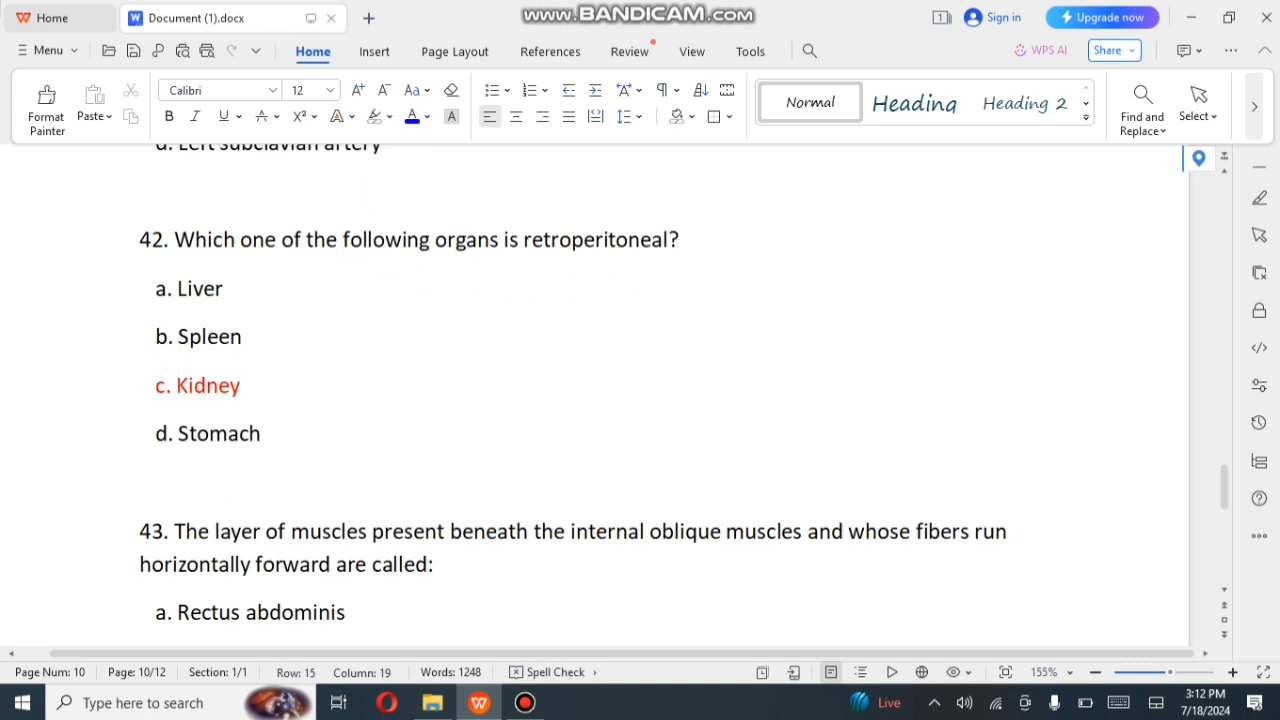 Home
Document (1).docx
www.BANDICAM.com
Sign in
Upgrade now
Menu
Home
Insert
Page Layout
References
Review
View
Tools
WPS AI
Share
Format Painter
Paste
Calibri
12
Normal
Heading
Heading 2
Find and Replace
Select
d. Left subclavian artery
42. Which one of the following organs is retroperitoneal?
a. Liver
b. Spleen
c. Kidney
d. Stomach
43. The layer of muscles present beneath the internal oblique muscles and whose fibers run
horizontally forward are called:
a. Rectus abdominis
Page Num: 10
Page: 10/12
Section: 1/1
Row: 15
Column: 19
Words: 1248
Spell Check
155%
Type here to search
Live
3:12 PM
7/18/2024